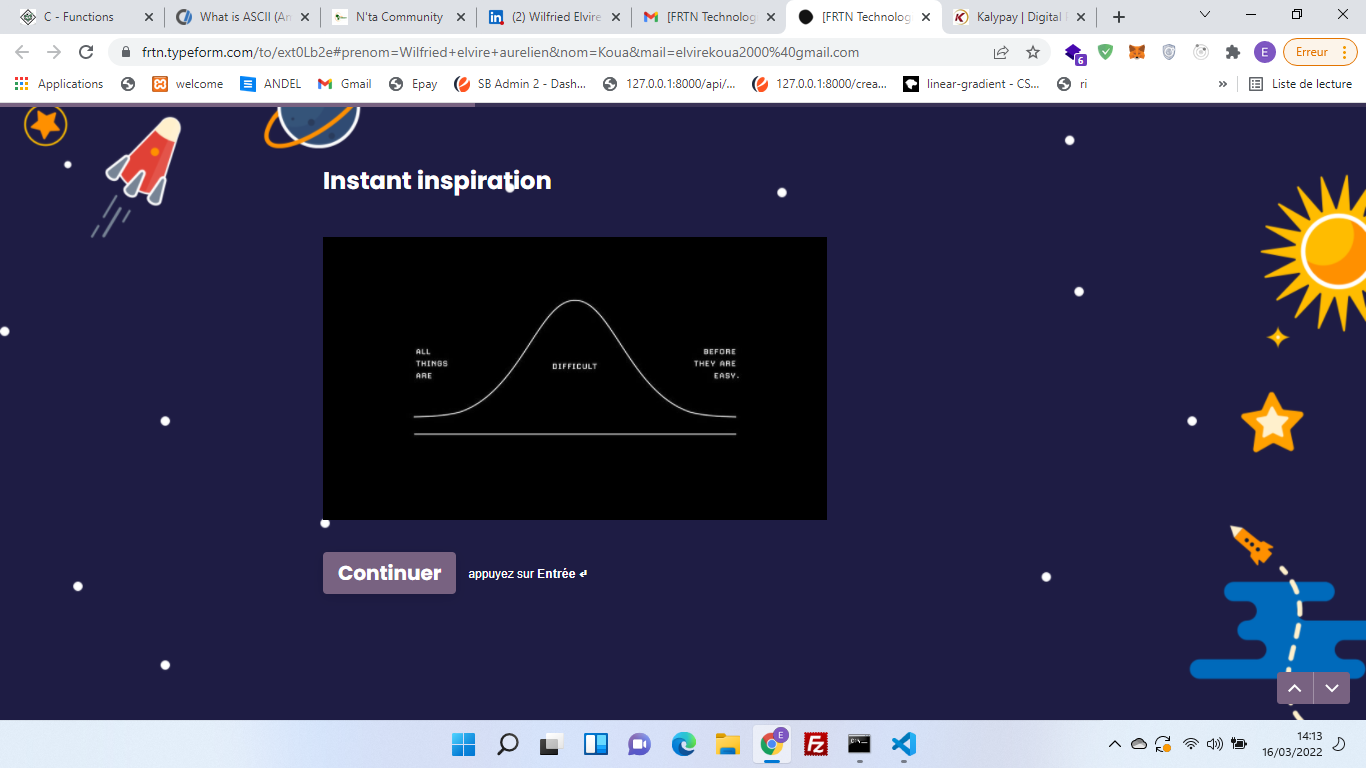 C - Functions
What is ASCII (An
N'ta Community
(2) Wilfried Elvire
[FRTN Technolog
[FRTN Technolog
Kalypay | Digital
frtn.typeform.com/to/ext0Lb2e#prenom=Wilfried+elvire+aurelien&nom=Koua&mail=elvirekoua2000%40gmail.com
6
E
Erreur
Applications
welcome
ANDEL
Gmail
Epay
SB Admin 2 - Dash...
127.0.0.1:8000/api/...
127.0.0.1:8000/crea...
linear-gradient - CS...
ri
»
Liste de lecture
Instant inspiration
ALL
THINGS
ARE
DIFFICULT
BEFORE
THEY ARE
EASY.
Continuer
appuyez sur Entrée ↵
E
14:13
16/03/2022